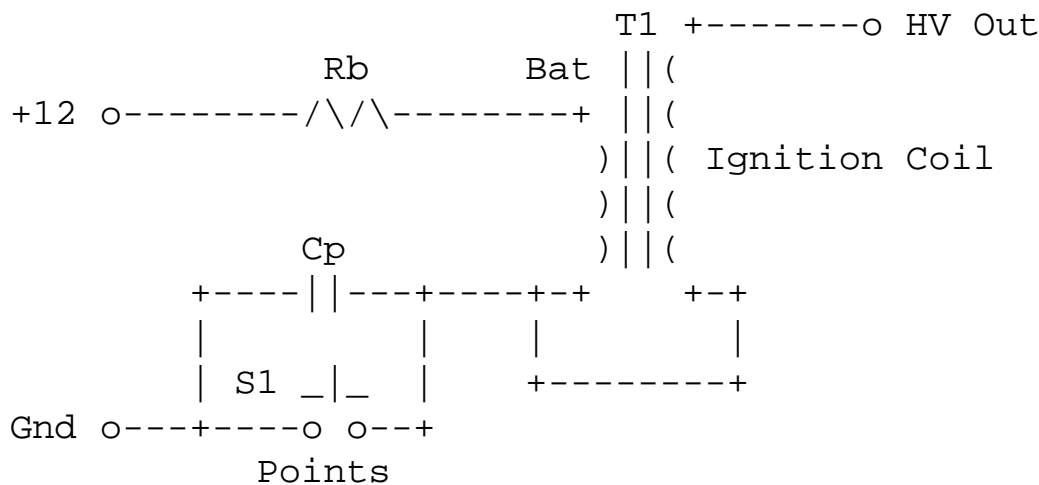 T1 +-------o HV Out
Rb Bat ||(
+12 o--------/\/\--------+ ||(
)||( Ignition Coil
)||(
Cp )||(
+----||---+----+-+ +-+
| | | |
| S1 _|_ | +--------+
Gnd o---+----o o--+
Points